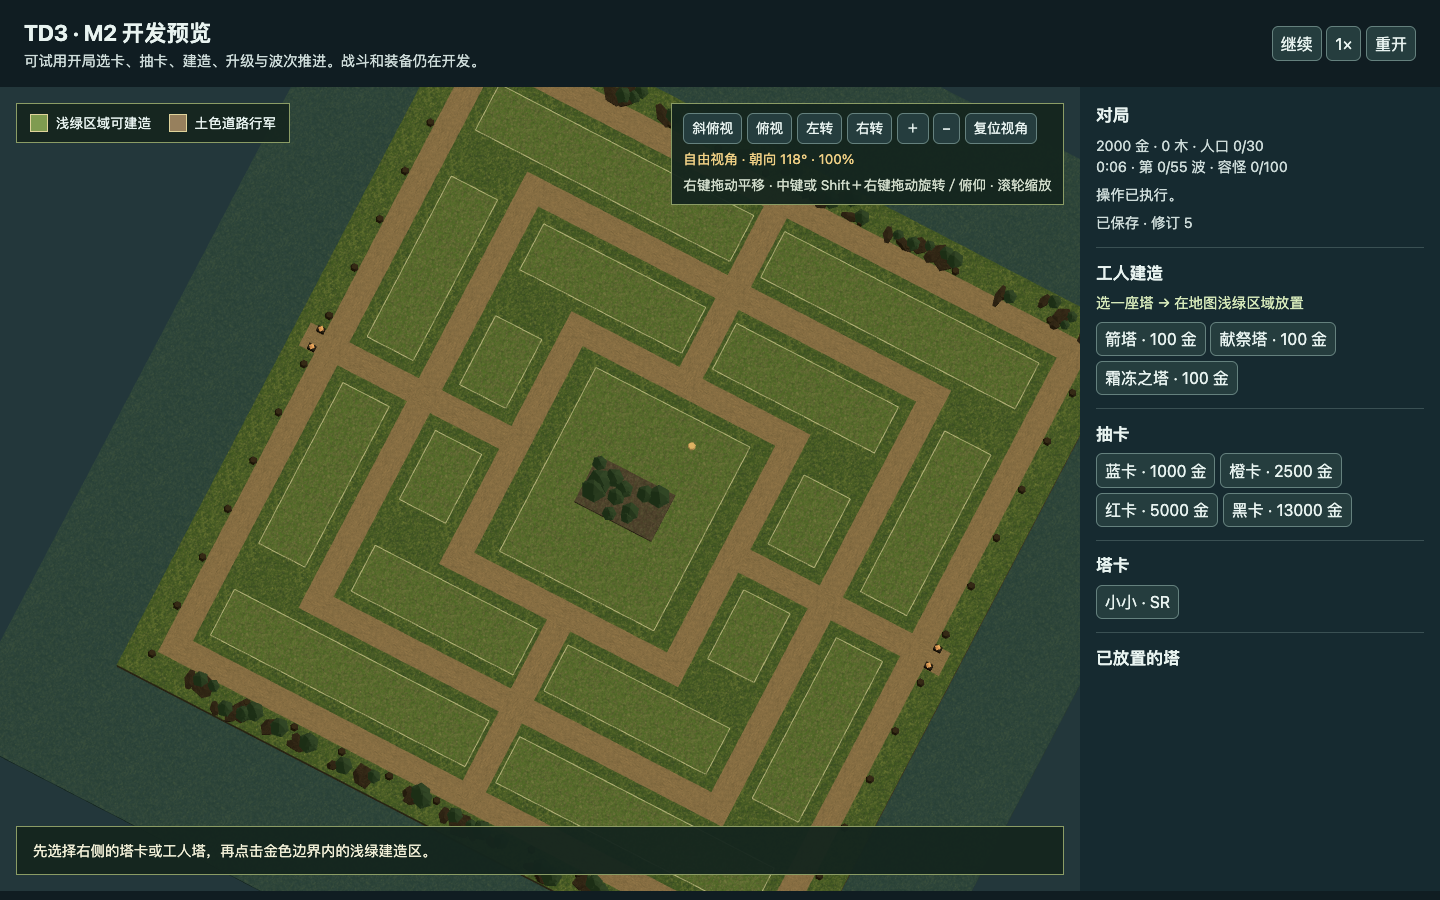 TD3 · M2 开发预览
可试用开局选卡、抽卡、建造、升级与波次推进。战斗和装备仍在开发。
继续
1×
重开
浅绿区域可建造
土色道路行军
斜俯视
俯视
左转
右转
+
−
复位视角
自由视角 · 朝向 118° · 100%
右键拖动平移 · 中键或 Shift＋右键拖动旋转 / 俯仰 · 滚轮缩放
先选择右侧的塔卡或工人塔，再点击金色边界内的浅绿建造区。
对局
2000 金 · 0 木 · 人口 0/30
0:06 · 第 0/55 波 · 容怪 0/100
操作已执行。
已保存 · 修订 5
工人建造
选一座塔 → 在地图浅绿区域放置
箭塔 · 100 金
献祭塔 · 100 金
霜冻之塔 · 100 金
抽卡
蓝卡 · 1000 金
橙卡 · 2500 金
红卡 · 5000 金
黑卡 · 13000 金
塔卡
小小 · SR
已放置的塔